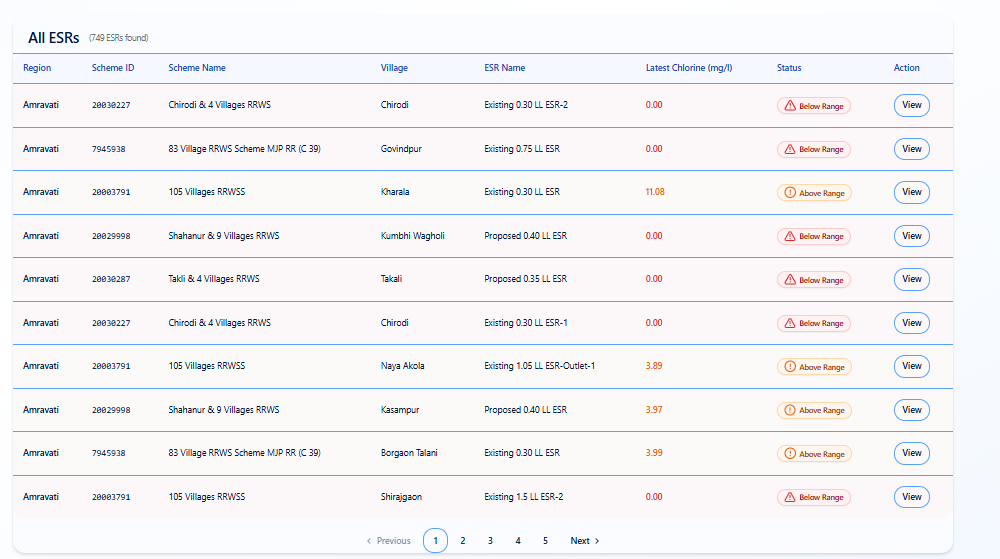 All ESRs (749 ESRs found)
Region Scheme ID Scheme Name Village ESR Name Latest Chlorine (mg/l) Status Action
Amravati 20030227 Chirodi & 4 Villages RRWS Chirodi Existing 0.30 LL ESR-2 0.00 Below Range View
Amravati 7945938 83 Village RRWS Scheme MJP RR (C 39) Govindpur Existing 0.75 LL ESR 0.00 Below Range View
Amravati 20003791 105 Villages RRWSS Kharala Existing 0.30 LL ESR 11.08 Above Range View
Amravati 20029998 Shahanur & 9 Villages RRWS Kumbhi Wagholi Proposed 0.40 LL ESR 0.00 Below Range View
Amravati 20030287 Takli & 4 Villages RRWS Takali Proposed 0.35 LL ESR 0.00 Below Range View
Amravati 20030227 Chirodi & 4 Villages RRWS Chirodi Existing 0.30 LL ESR-1 0.00 Below Range View
Amravati 20003791 105 Villages RRWSS Naya Akola Existing 1.05 LL ESR-Outlet-1 3.89 Above Range View
Amravati 20029998 Shahanur & 9 Villages RRWS Kasampur Proposed 0.40 LL ESR 3.97 Above Range View
Amravati 7945938 83 Village RRWS Scheme MJP RR (C 39) Borgaon Talani Existing 0.30 LL ESR 3.99 Above Range View
Amravati 20003791 105 Villages RRWSS Shirajgaon Existing 1.5 LL ESR-2 0.00 Below Range View
Previous 1 2 3 4 5 Next